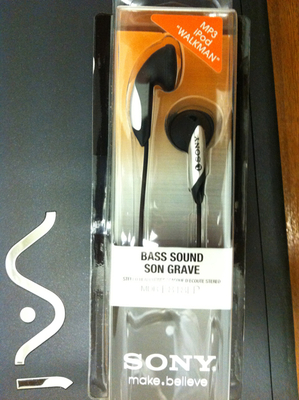 MP3
iPod
"WALKMAN"
SONY
BASS SOUND
SON GRAVE
SONY
make.believe